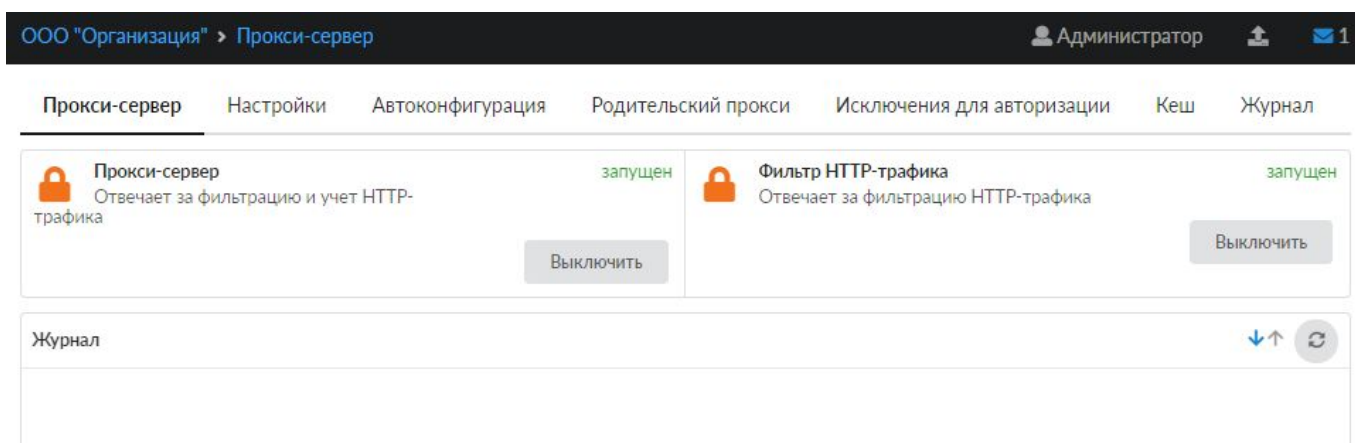 ООО "Организация" > Прокси-сервер Администратор 1
Прокси-сервер Настройки Автоконфигурация Родительский прокси Исключения для авторизации Кеш Журнал
Прокси-сервер запущен
Отвечает за фильтрацию и учет HTTP-
трафика
Выключить
Фильтр HTTP-трафика запущен
Отвечает за фильтрацию HTTP-трафика
Выключить
Журнал